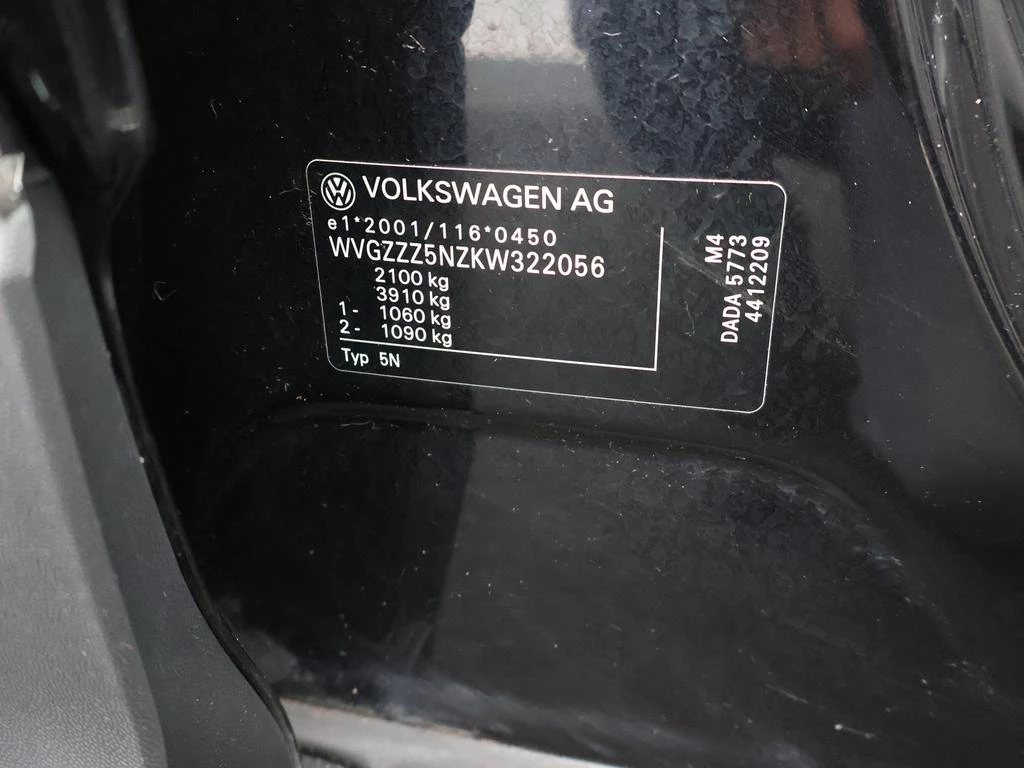 VOLKSWAGEN AG
e1*2001/116*0450
WVGZZZ5NZKW322056
2100 kg
3910 kg
1- 1060 kg
2- 1090 kg
Typ 5N
M4
DADA 5773
4412209